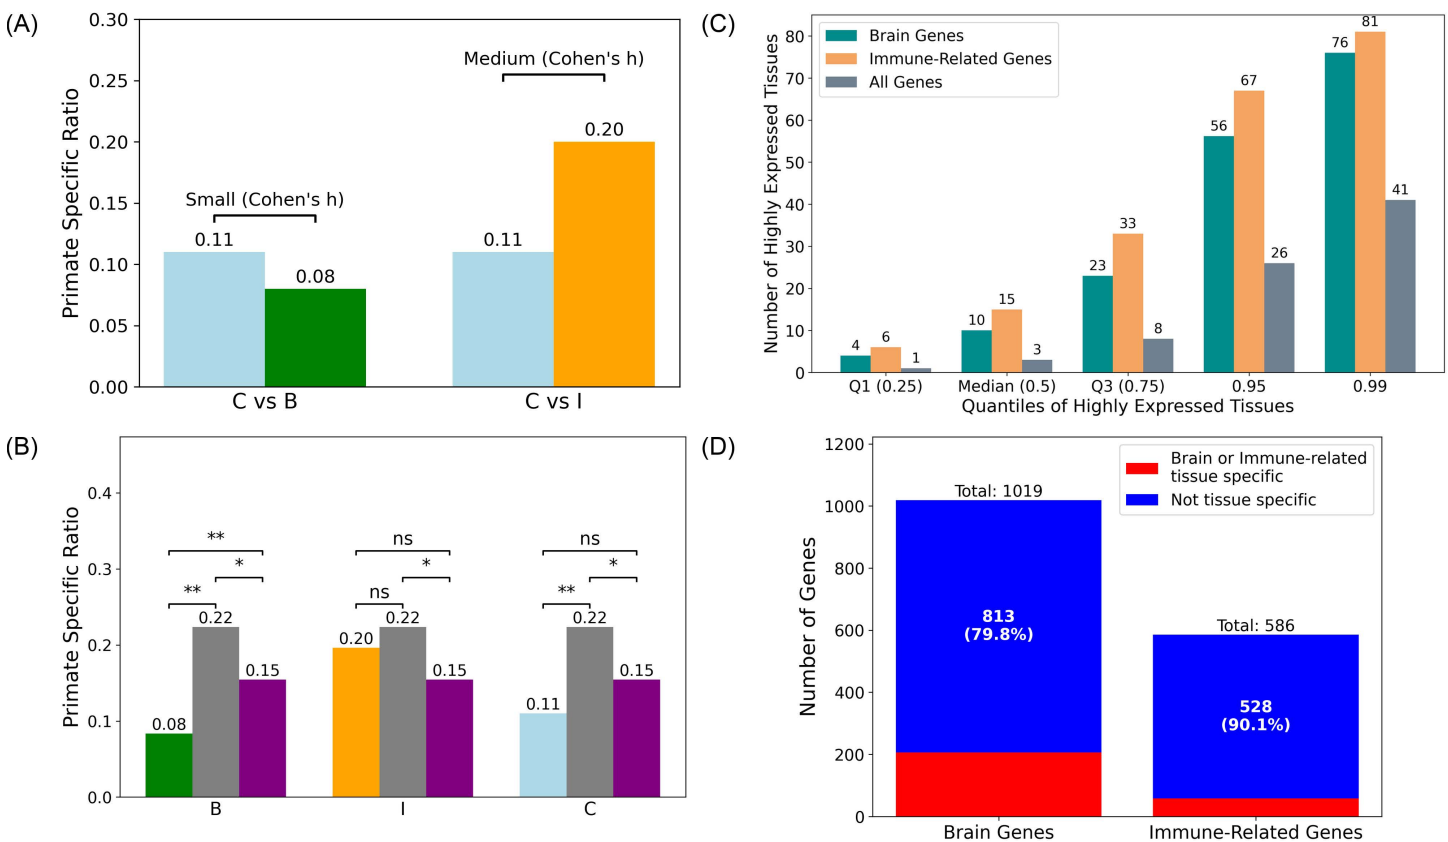 (A)
Primate Specific Ratio
0.30
0.25
0.20
0.15
0.10
0.05
0.00
Small (Cohen's h)
0.11
0.08
Medium (Cohen's h)
0.11
0.20
C vs B
C vs I
(B)
Primate Specific Ratio
0.4
0.3
0.2
0.1
0.0
**
*
**
0.08
0.22
0.15
ns
*
ns
0.20
0.22
0.15
ns
*
**
0.11
0.22
0.15
B
I
C
(C)
Number of Highly Expressed Tissues
80
70
60
50
40
30
20
10
0
Brain Genes
Immune-Related Genes
All Genes
4
6
1
10
15
3
23
33
8
56
67
26
76
81
41
Q1 (0.25)
Median (0.5)
Q3 (0.75)
0.95
0.99
Quantiles of Highly Expressed Tissues
(D)
Number of Genes
1200
1000
800
600
400
200
0
Brain or Immune-related
tissue specific
Not tissue specific
Total: 1019
813
(79.8%)
Total: 586
528
(90.1%)
Brain Genes
Immune-Related Genes